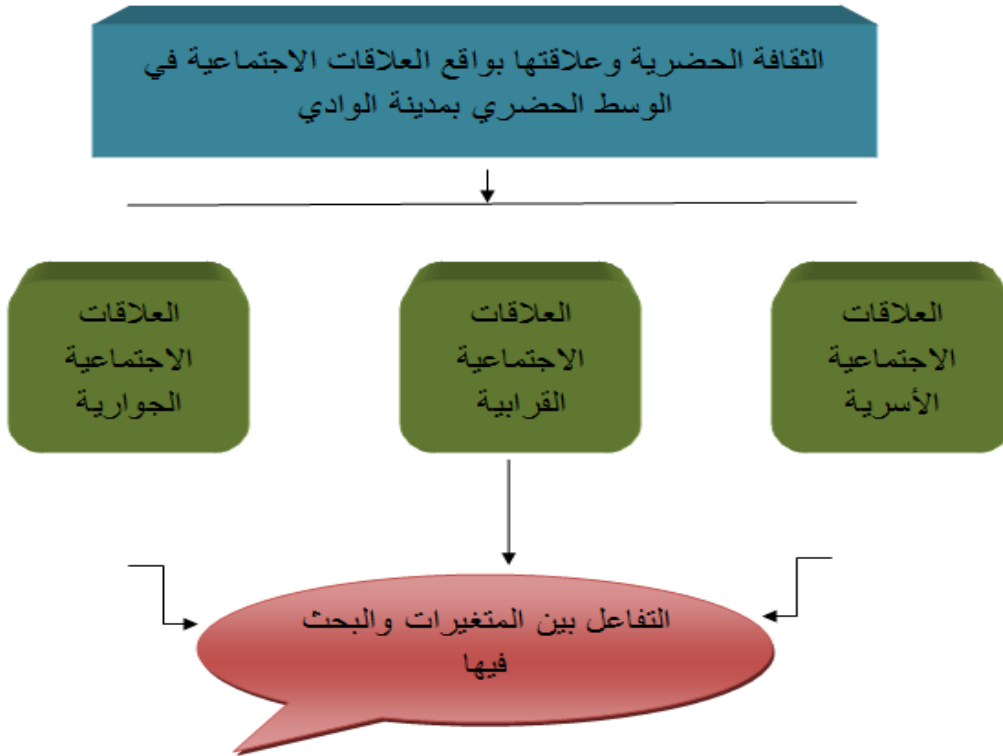 الثقافة الحضرية وعلاقتها بواقع العلاقات الاجتماعية في
الوسط الحضري بمدينة الوادي
العلاقات
الاجتماعية
الأسرية
العلاقات
الاجتماعية
القرابية
العلاقات
الاجتماعية
الجوارية
التفاعل بين المتغيرات والبحث
فيها